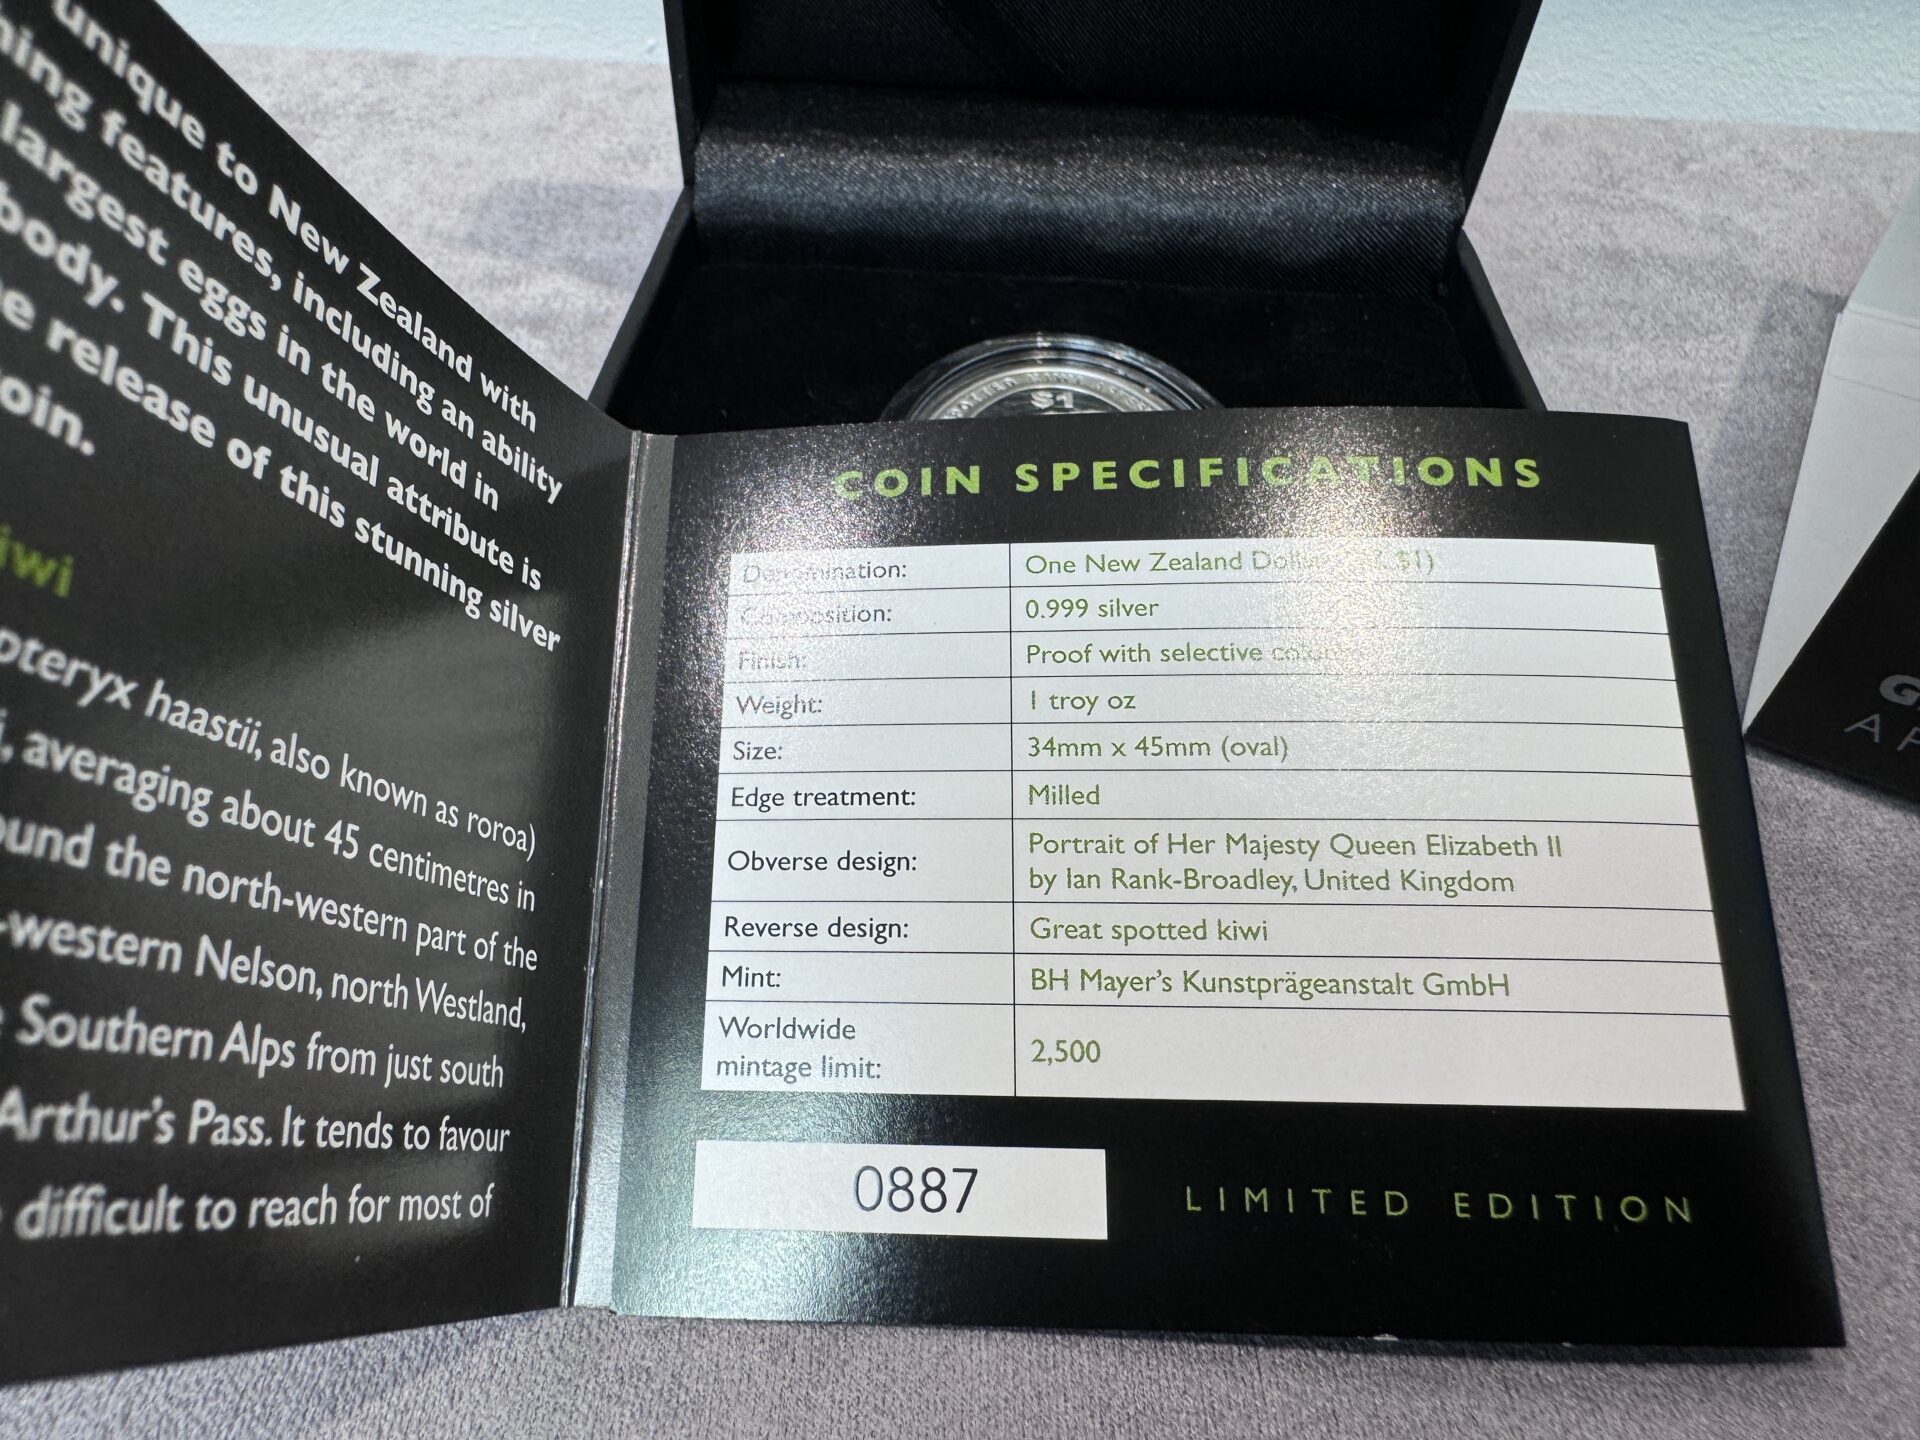 unique to New Zealand with
features, including an ability
largest eggs in the world in
body. This unusual attribute is
release of this stunning silver
coin.
kiwi
haastii, also known as roroa)
averaging about 45 centimetres in
the north-western part of the
-western Nelson, north Westland,
Southern Alps from just south
Arthur's Pass. It tends to favour
difficult to reach for most of
$1
COIN SPECIFICATIONS
Denomination: One New Zealand Dollar $1)
Composition: 0.999 silver
Finish: Proof with selective colour
Weight: 1 troy oz
Size: 34mm x 45mm (oval)
Edge treatment: Milled
Obverse design: Portrait of Her Majesty Queen Elizabeth II
by Ian Rank-Broadley, United Kingdom
Reverse design: Great spotted kiwi
Mint: BH Mayer's Kunstprägeanstalt GmbH
Worldwide
mintage limit: 2,500
0887
LIMITED EDITION